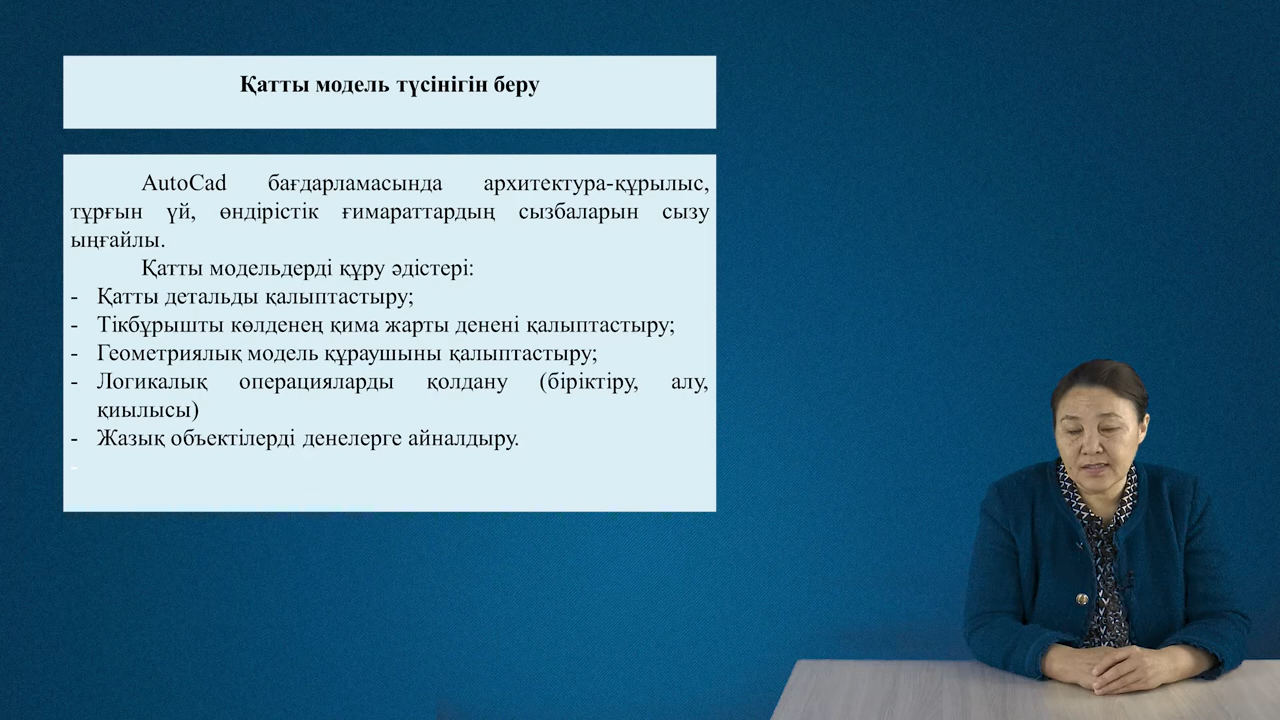 Қатты модель түсінігін беру
AutoCad бағдарламасында архитектура-құрылыс,
тұрғын үй, өндірістік ғимараттардың сызбаларын сызу
ыңғайлы.
Қатты модельдерді құру әдістері:
- Қатты детальды қалыптастыру;
- Тікбұрышты көлденең қима жарты денені қалыптастыру;
- Геометриялық модель құраушыны қалыптастыру;
- Логикалық операцияларды қолдану (біріктіру, алу,
қиылысы)
- Жазық объектілерді денелерге айналдыру.
-